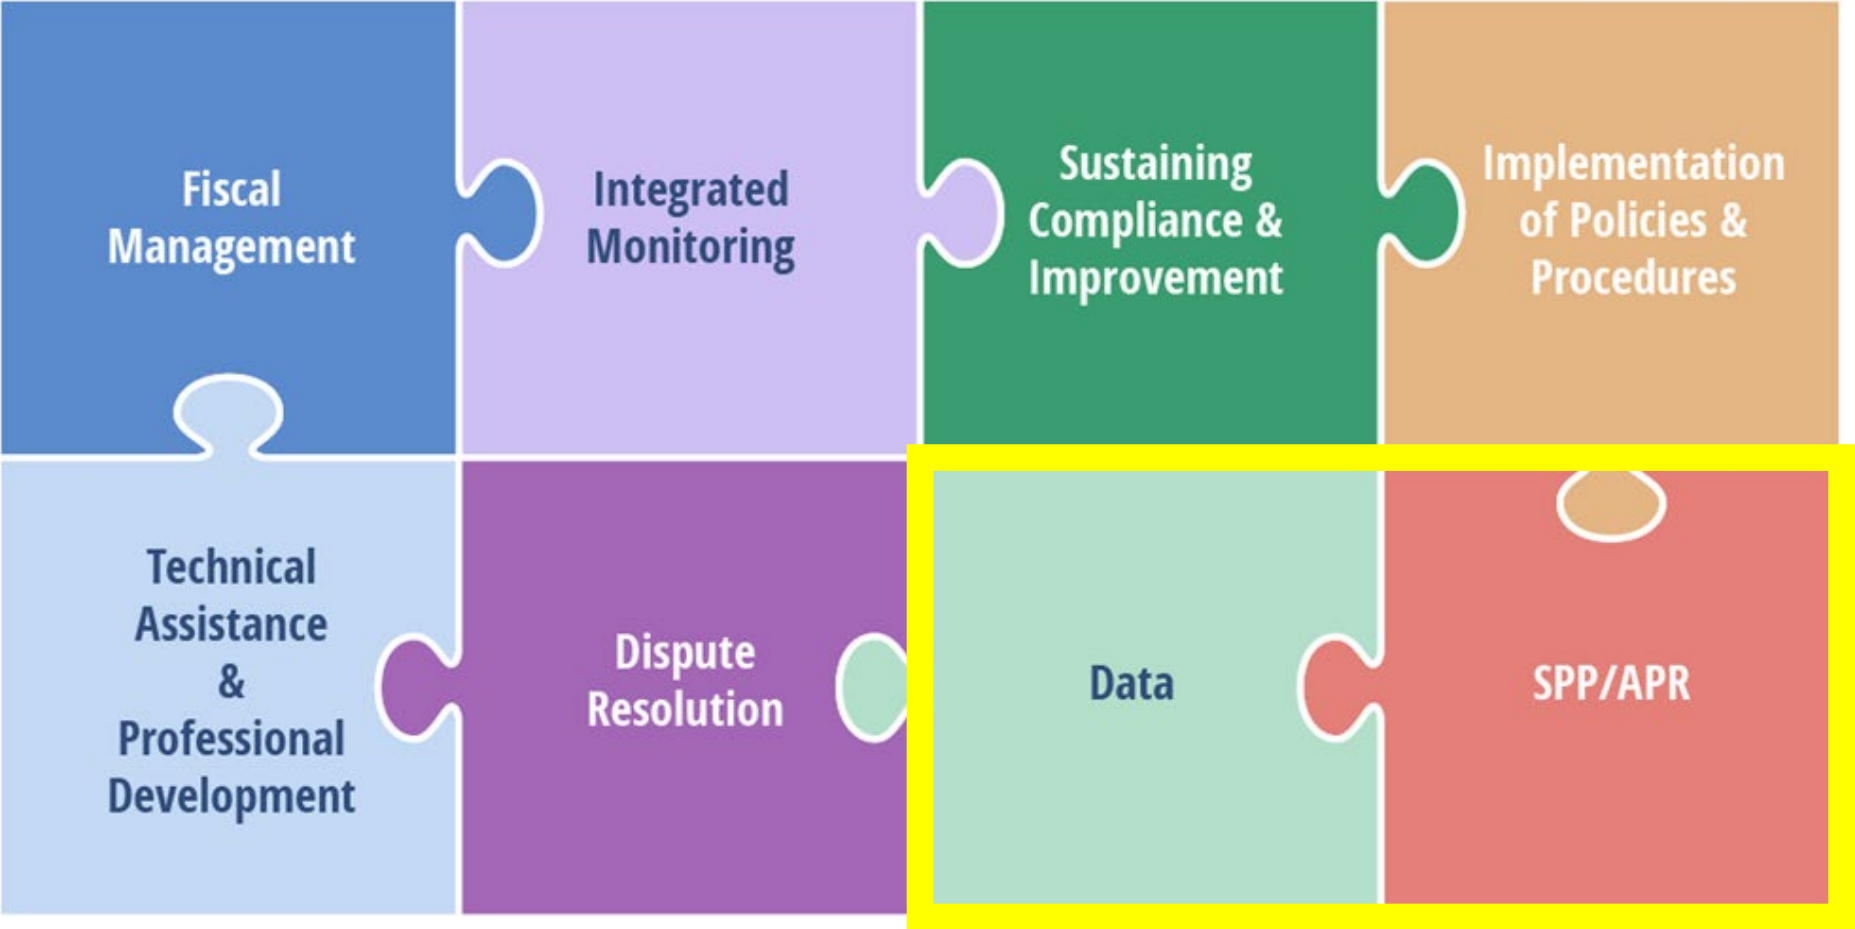 Fiscal
Management
Integrated
Monitoring
Sustaining
Compliance &
Improvement
Implementation
of Policies &
Procedures
Technical
Assistance
&
Professional
Development
Dispute
Resolution
Data
SPP/APR